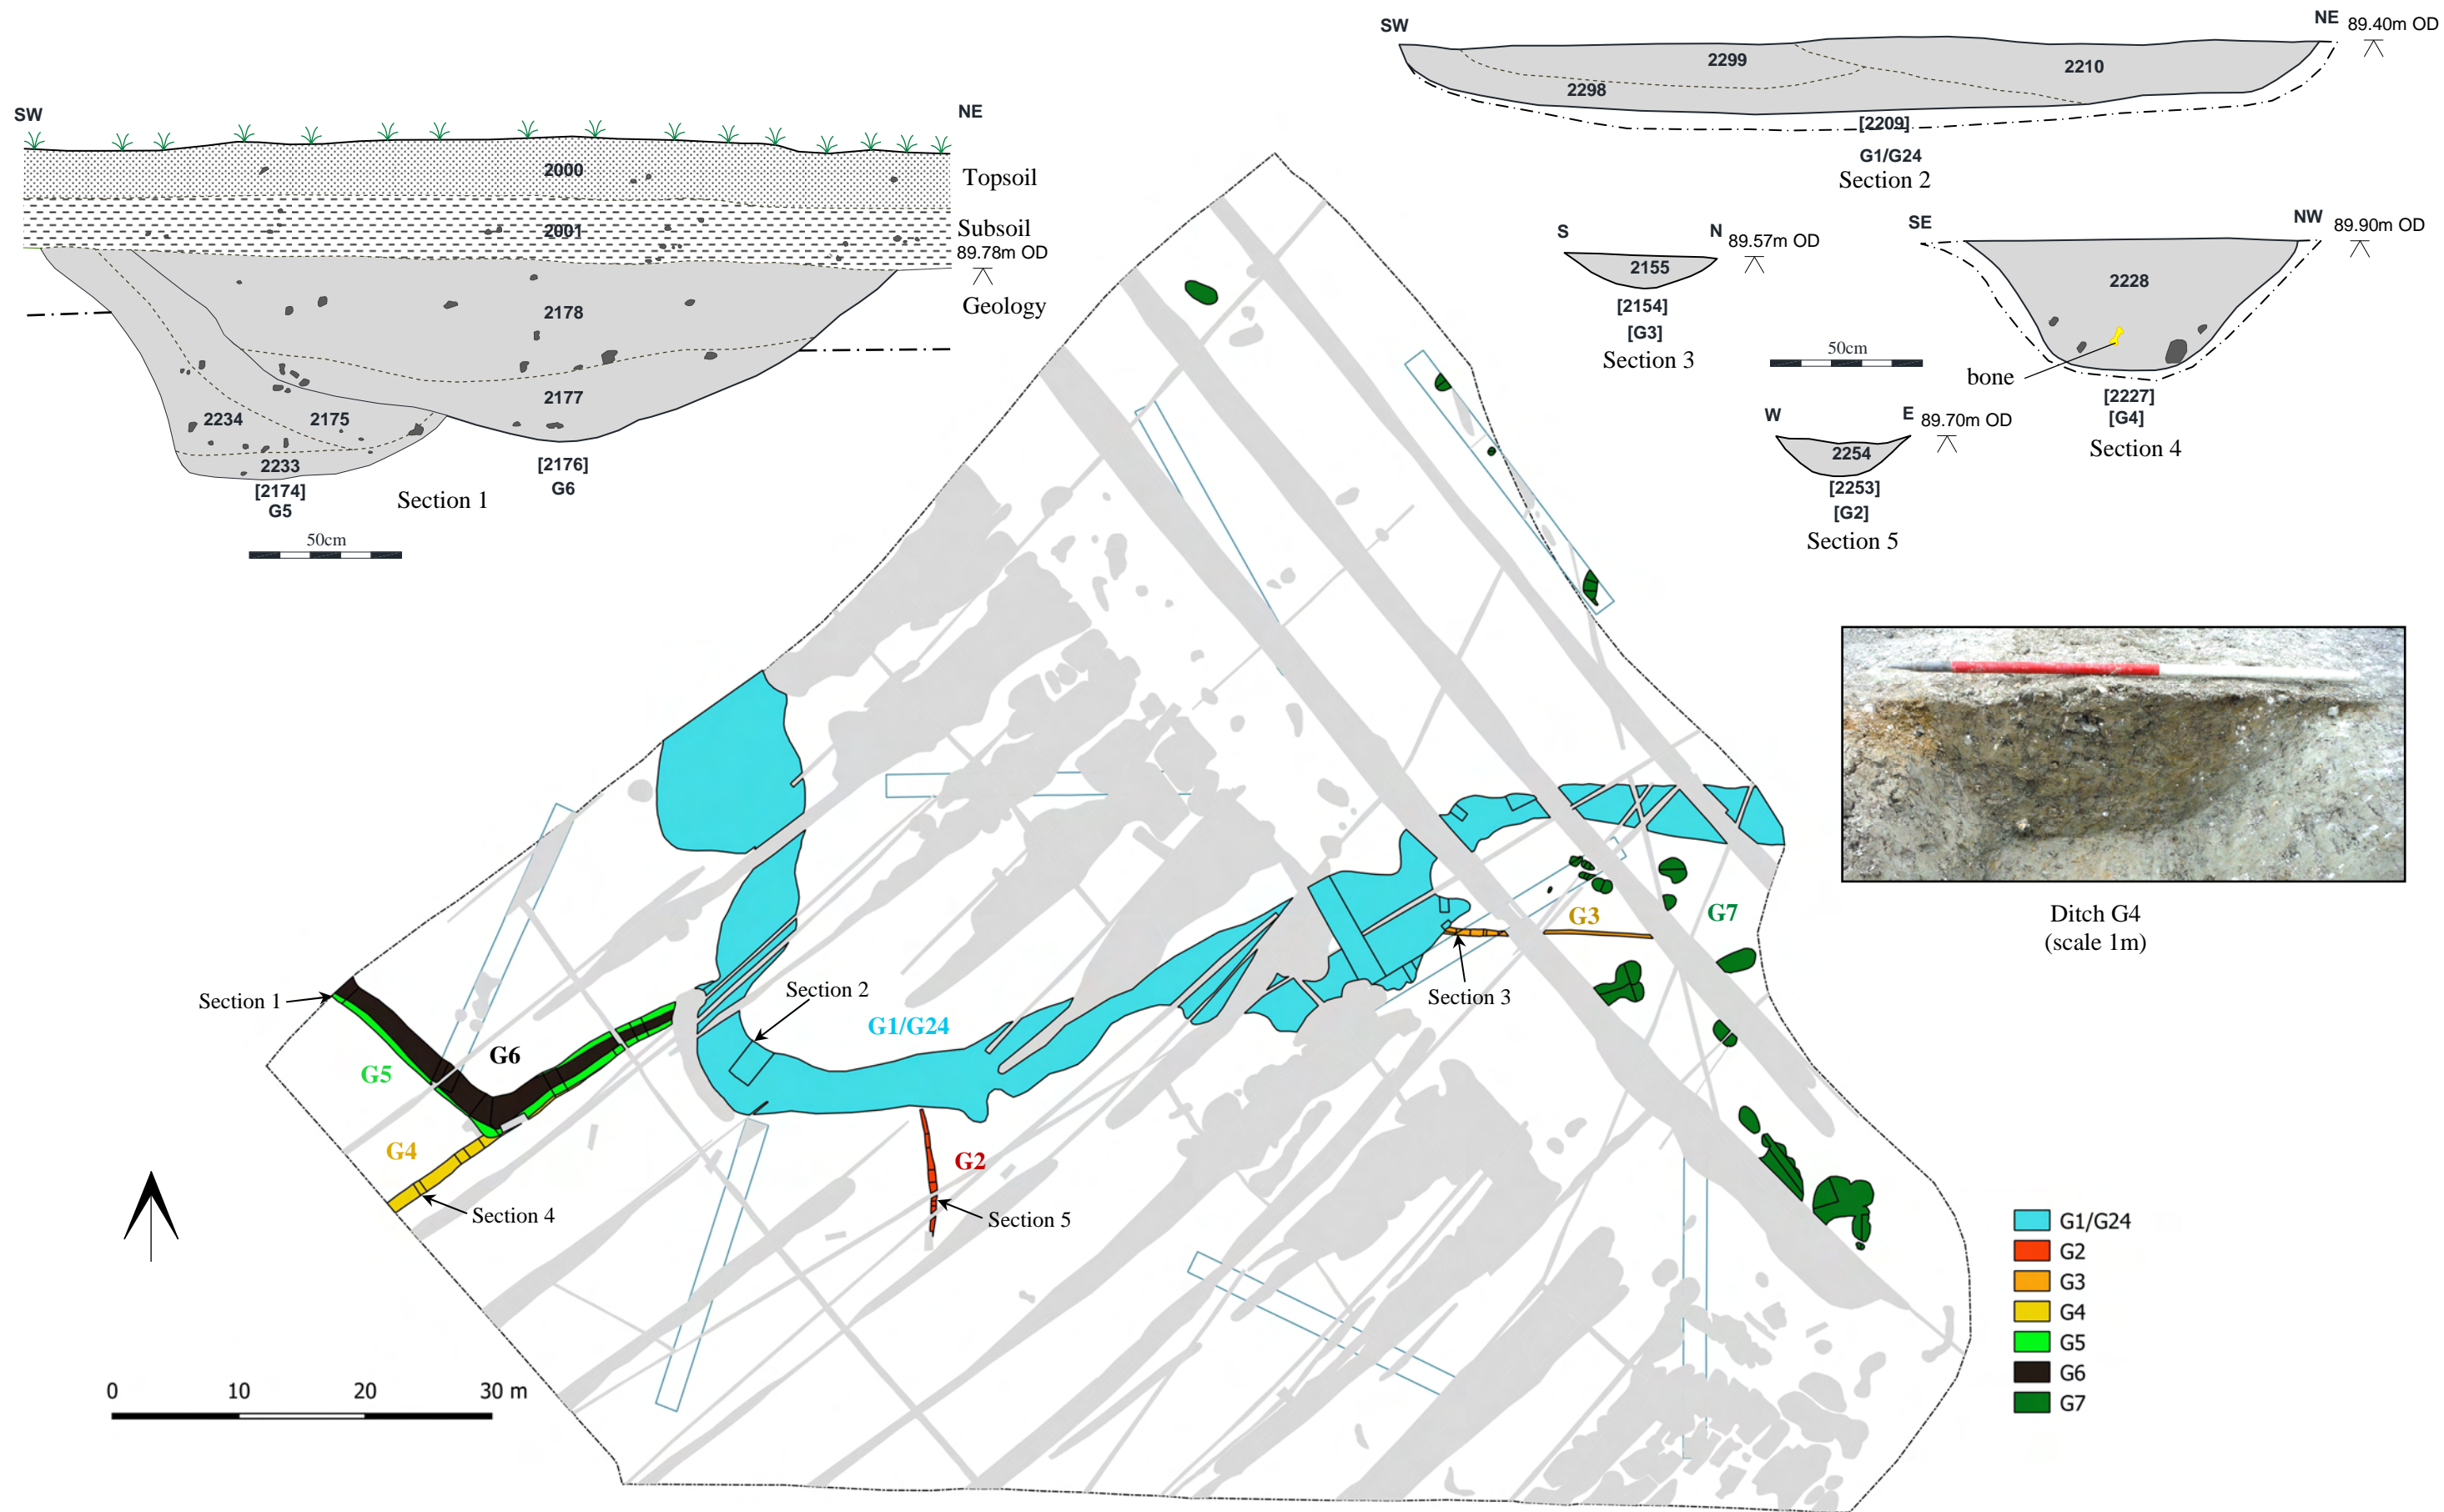 SW
NE
2000
Topsoil
2001
Subsoil
89.78m OD
Geology
2178
2177
2234
2175
2233
[2174]
G5
[2176]
G6
Section 1
50cm
SW
NE
89.40m OD
2299
2210
2298
[2209]
G1/G24
Section 2
S
N
89.57m OD
2155
[2154]
[G3]
Section 3
50cm
SE
NW
89.90m OD
2228
bone
[2227]
[G4]
Section 4
W
E
89.70m OD
2254
[2253]
[G2]
Section 5
Ditch G4
(scale 1m)
G3
G7
Section 3
Section 1
Section 2
G1/G24
G6
G5
G4
G2
Section 4
Section 5
0 10 20 30 m
G1/G24
G2
G3
G4
G5
G6
G7